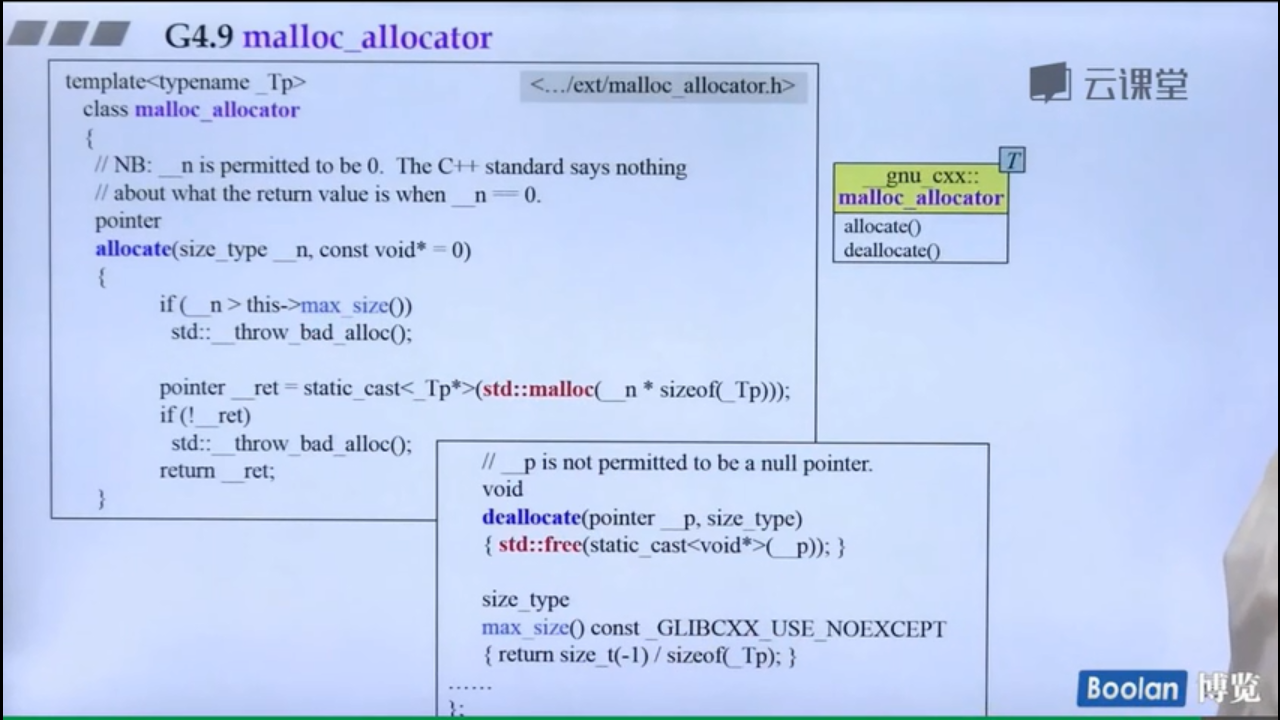 G4.9 malloc_allocator
template<typename _Tp>
<.../ext/malloc_allocator.h>
class malloc_allocator
{
// NB: __n is permitted to be 0.  The C++ standard says nothing
// about what the return value is when __n == 0.
pointer
allocate(size_type __n, const void* = 0)
{
if (__n > this->max_size())
std::__throw_bad_alloc();
pointer __ret = static_cast<_Tp*>(std::malloc(__n * sizeof(_Tp)));
if (!__ret)
std::__throw_bad_alloc();
return __ret;
}
// __p is not permitted to be a null pointer.
void
deallocate(pointer __p, size_type)
{ std::free(static_cast<void*>(__p)); }
size_type
max_size() const _GLIBCXX_USE_NOEXCEPT
{ return size_t(-1) / sizeof(_Tp); }
......
};
云课堂
T
__gnu_cxx::
malloc_allocator
allocate()
deallocate()
Boolan 博览